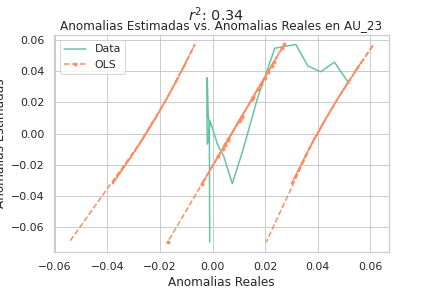 r²: 0.34
Anomalias Estimadas vs. Anomalias Reales en AU_23
0.06
0.04
0.02
0.00
−0.02
−0.04
−0.06
Data
OLS
−0.06 −0.04 −0.02 0.00 0.02 0.04 0.06
Anomalias Reales